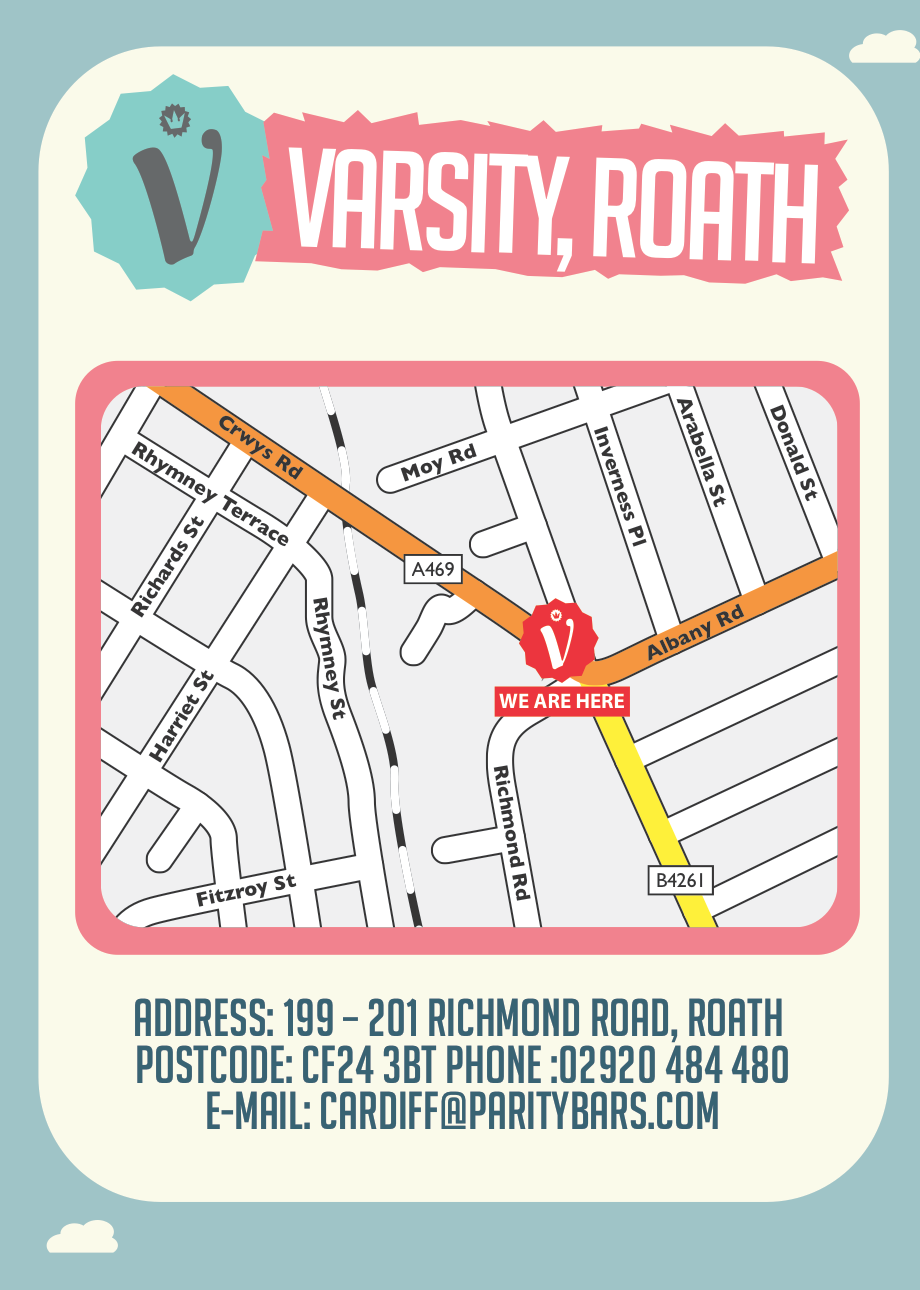 V
VARSITY, ROATH
Crwys Rd
Moy Rd
Inverness Pl
Arabella St
Donald St
Rhymney Terrace
Richards St
A469
Rhymney St
V
Albany Rd
WE ARE HERE
Harriet St
Richmond Rd
Fitzroy St
B4261
ADDRESS: 199 – 201 RICHMOND ROAD, ROATH
POSTCODE: CF24 3BT PHONE :02920 484 480
E-MAIL: CARDIFF@PARITYBARS.COM